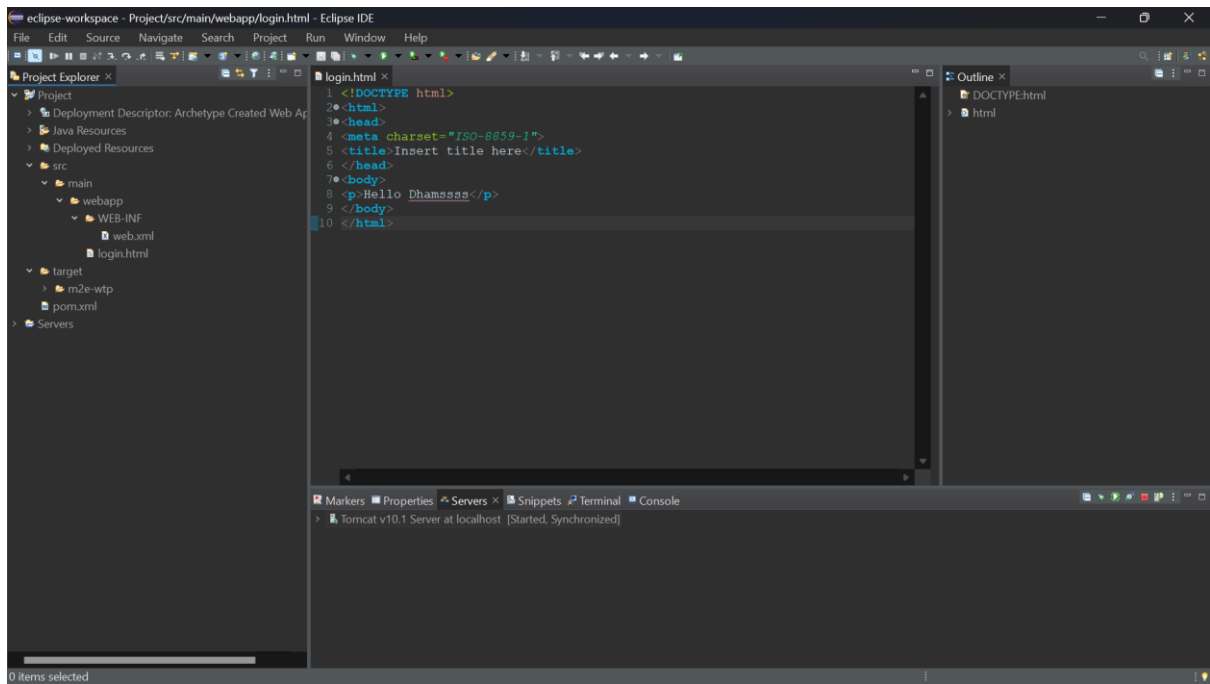 eclipse-workspace - Project/src/main/webapp/login.html - Eclipse IDE
File Edit Source Navigate Search Project Run Window Help
Project Explorer
Project
Deployment Descriptor: Archetype Created Web Ap
Java Resources
Deployed Resources
src
main
webapp
WEB-INF
web.xml
login.html
target
m2e-wtp
pom.xml
Servers
login.html
1 <!DOCTYPE html>
2 <html>
3 <head>
4 <meta charset="ISO-8859-1">
5 <title>Insert title here</title>
6 </head>
7 <body>
8 <p>Hello Dhamssss</p>
9 </body>
10 </html>
Outline
DOCTYPE:html
html
Markers Properties Servers Snippets Terminal Console
Tomcat v10.1 Server at localhost [Started, Synchronized]
0 items selected